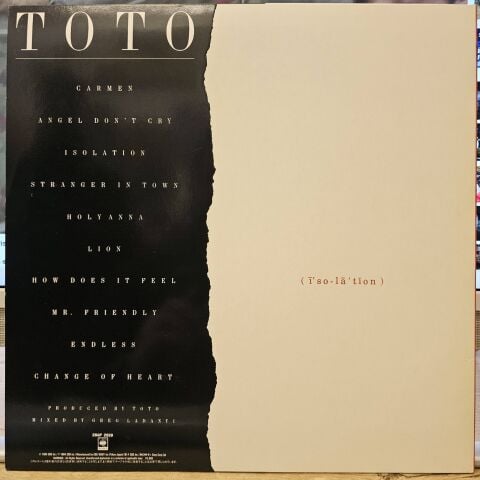 TOTO
CARMEN
ANGEL DON'T CRY
ISOLATION
STRANGER IN TOWN
HOLYANNA
LION
HOW DOES IT FEEL
MR. FRIENDLY
ENDLESS
CHANGE OF HEART
PRODUCED BY TOTO
MIXED BY GREG LADANYI
(ī'so-lā'tion)